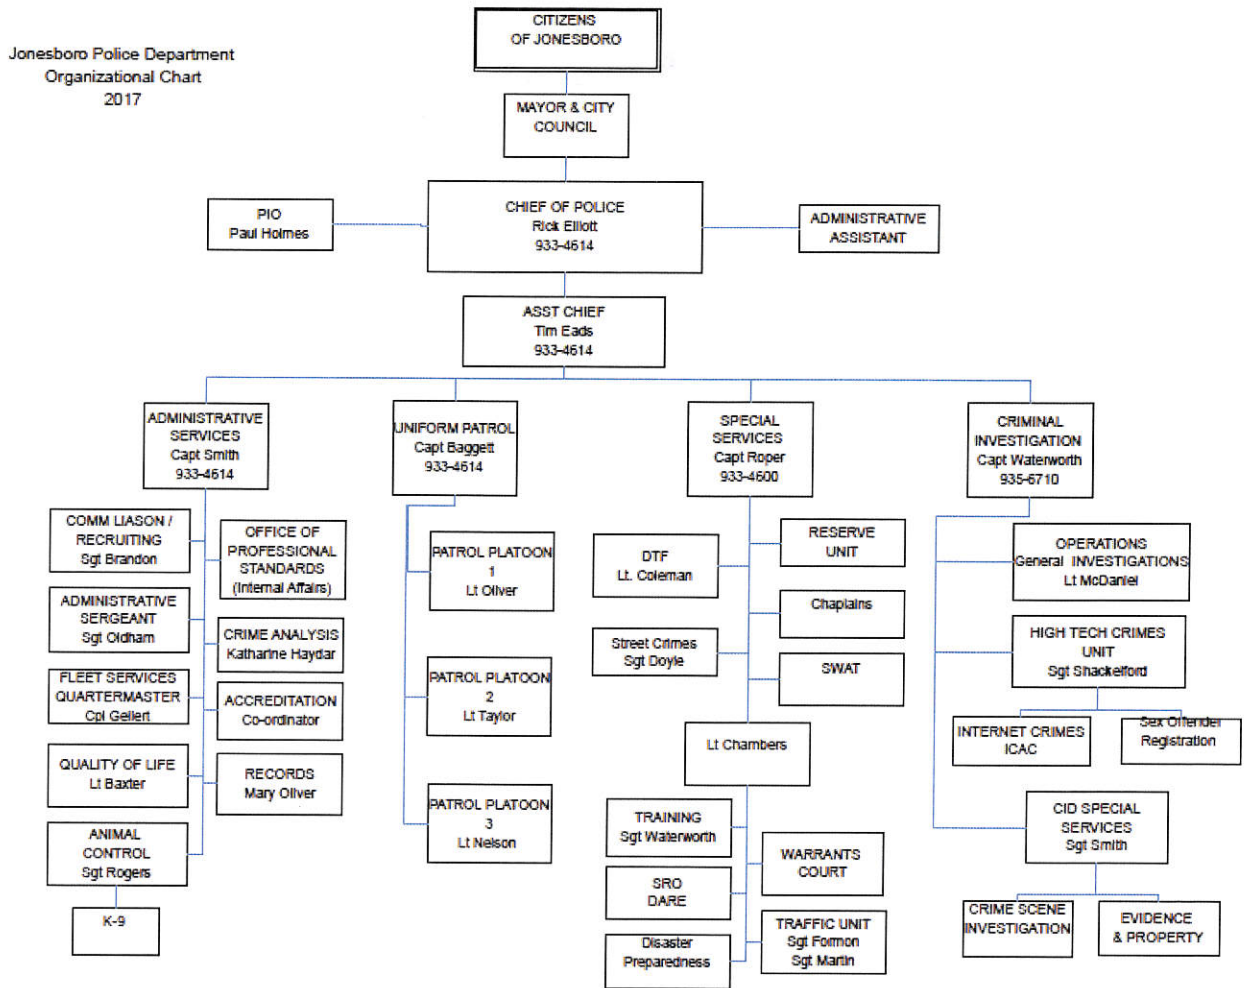 Jonesboro Police Department
Organizational Chart
2017
CITIZENS
OF JONESBORO
MAYOR & CITY
COUNCIL
CHIEF OF POLICE
Rick Elliott
933-4614
PIO
Paul Holmes
ADMINISTRATIVE
ASSISTANT
ASST CHIEF
Tim Eads
933-4614
ADMINISTRATIVE
SERVICES
Capt Smith
933-4614
UNIFORM PATROL
Capt Baggett
933-4614
SPECIAL
SERVICES
Capt Roper
933-4600
CRIMINAL
INVESTIGATION
Capt Waterworth
935-6710
COMM LIASON /
RECRUITING
Sgt Brandon
OFFICE OF
PROFESSIONAL
STANDARDS
(Internal Affairs)
ADMINISTRATIVE
SERGEANT
Sgt Oldham
CRIME ANALYSIS
Katharine Haydar
FLEET SERVICES
QUARTERMASTER
Cpl Gellert
ACCREDITATION
Co-ordinator
QUALITY OF LIFE
Lt Baxter
RECORDS
Mary Oliver
ANIMAL
CONTROL
Sgt Rogers
K-9
PATROL PLATOON
1
Lt Oliver
PATROL PLATOON
2
Lt Taylor
PATROL PLATOON
3
Lt Nelson
DTF
Lt. Coleman
RESERVE
UNIT
Chaplains
Street Crimes
Sgt Doyle
SWAT
Lt Chambers
TRAINING
Sgt Waterworth
WARRANTS
COURT
SRO
DARE
TRAFFIC UNIT
Sgt Formon
Sgt Martin
Disaster
Preparedness
OPERATIONS
General INVESTIGATIONS
Lt McDaniel
HIGH TECH CRIMES
UNIT
Sgt Shackelford
INTERNET CRIMES
ICAC
Sex Offender
Registration
CID SPECIAL
SERVICES
Sgt Smith
CRIME SCENE
INVESTIGATION
EVIDENCE
& PROPERTY